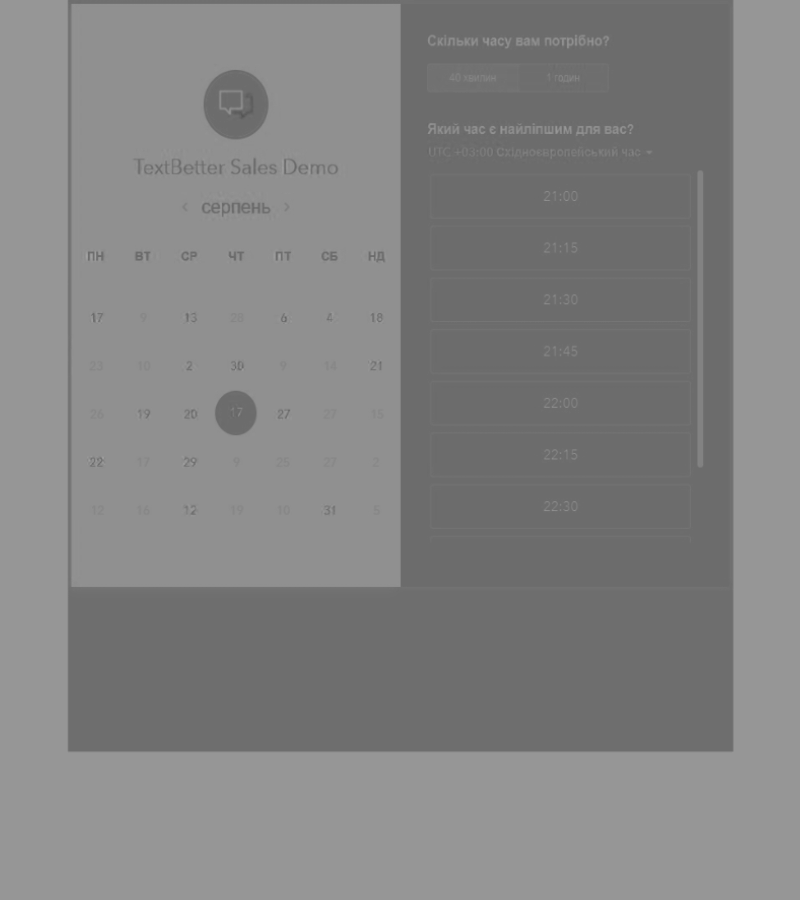 TextBetter Sales Demo
‹ серпень ›
ПН ВТ СР ЧТ ПТ СБ НД
17 9 13 28 6 4 18
23 10 2 30 9 14 21
26 19 20 17 27 27 15
22 17 29 9 25 27 2
12 16 12 19 10 31 5
Скільки часу вам потрібно?
40 хвилин 1 годин
Який час є найліпшим для вас?
UTC +03:00 Східноєвропейський час
21:00
21:15
21:30
21:45
22:00
22:15
22:30